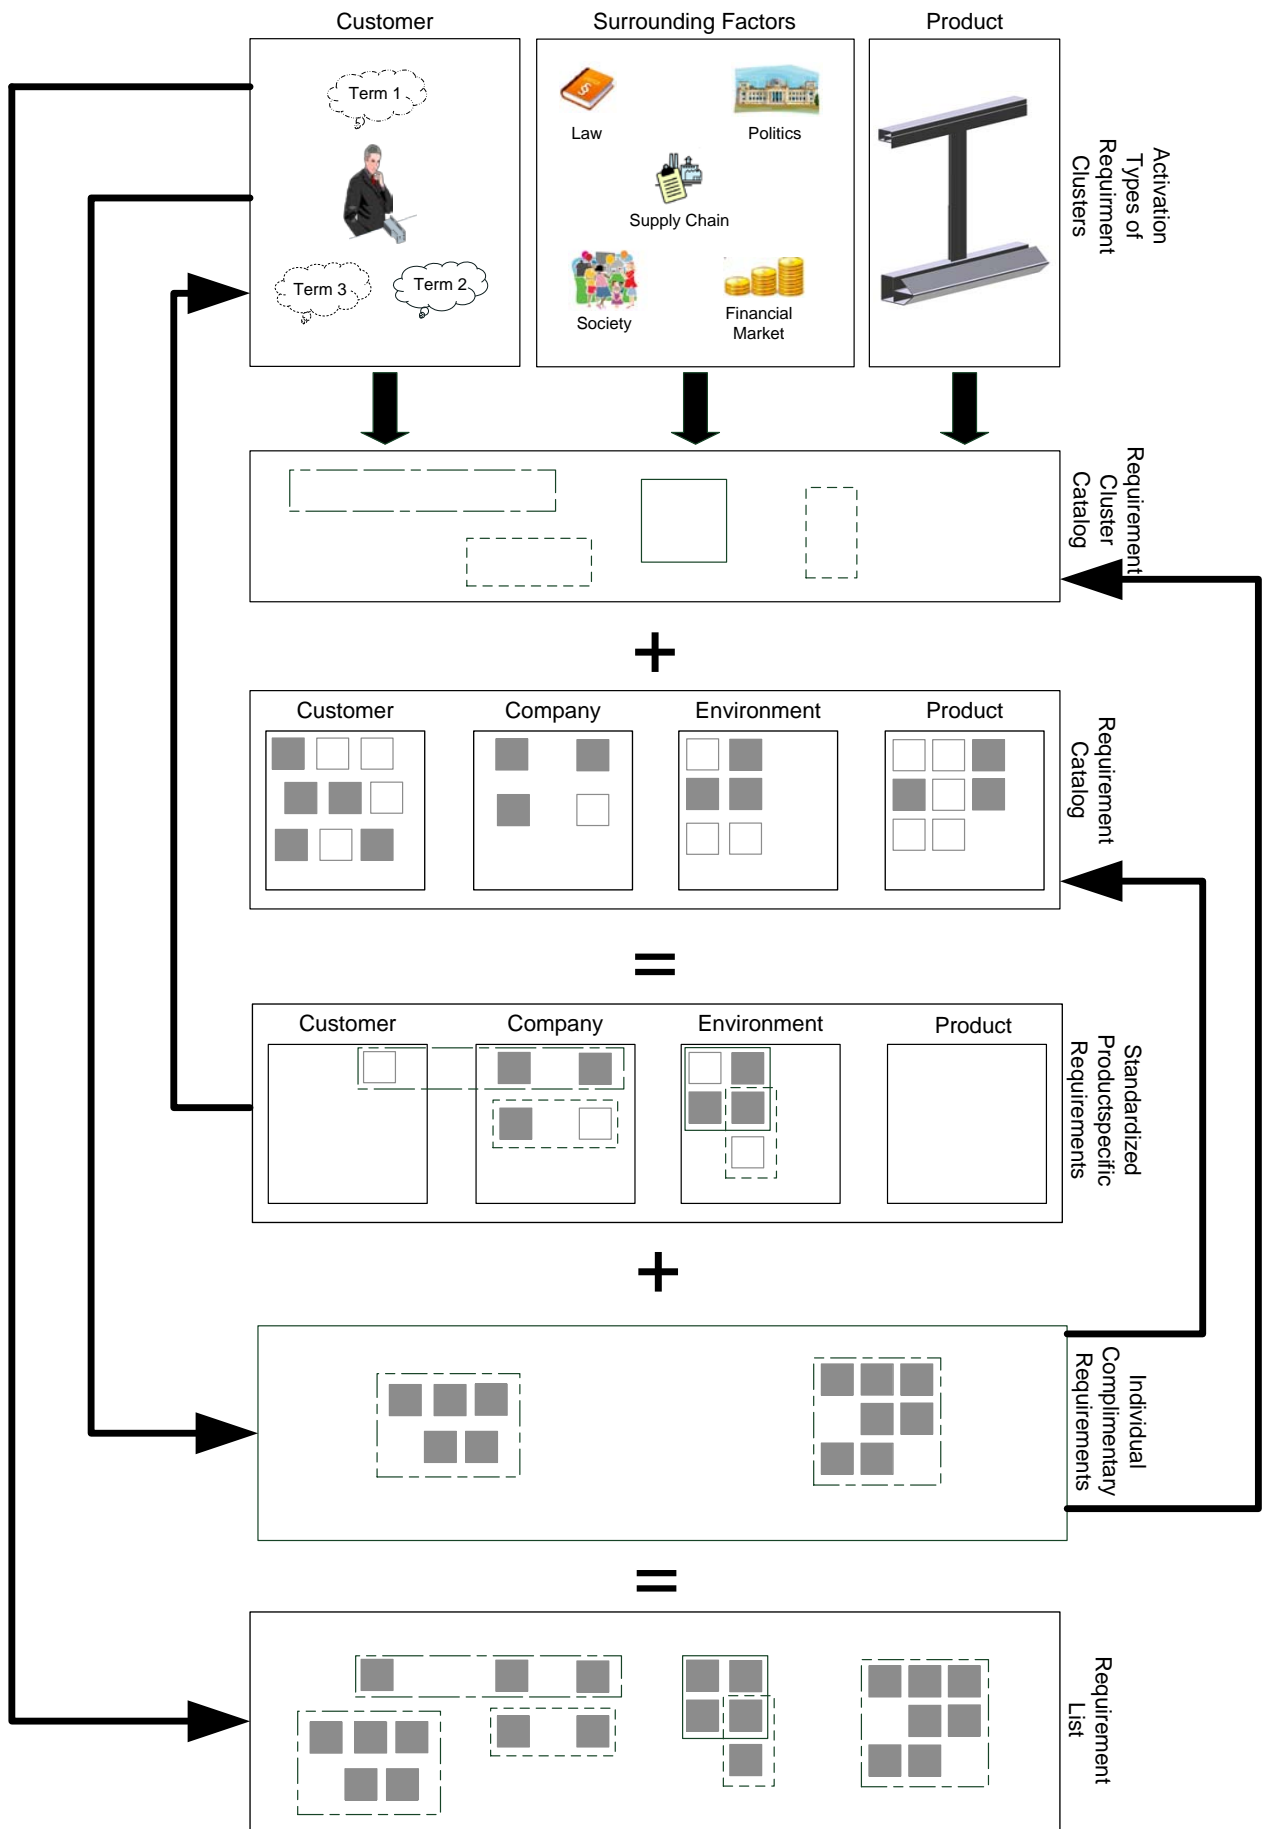 Customer
Surrounding Factors
Product
Term 1
Term 3
Term 2
§
Law
Politics
Supply Chain
Society
Financial
Market
Activation
Types of
Requirment
Clusters
Requirement
Cluster
Catalog
+
Customer
Company
Environment
Product
Requirement
Catalog
=
Customer
Company
Environment
Product
Standardized
Productspecific
Requirements
+
Individual
Complimentary
Requirements
=
Requirement
List